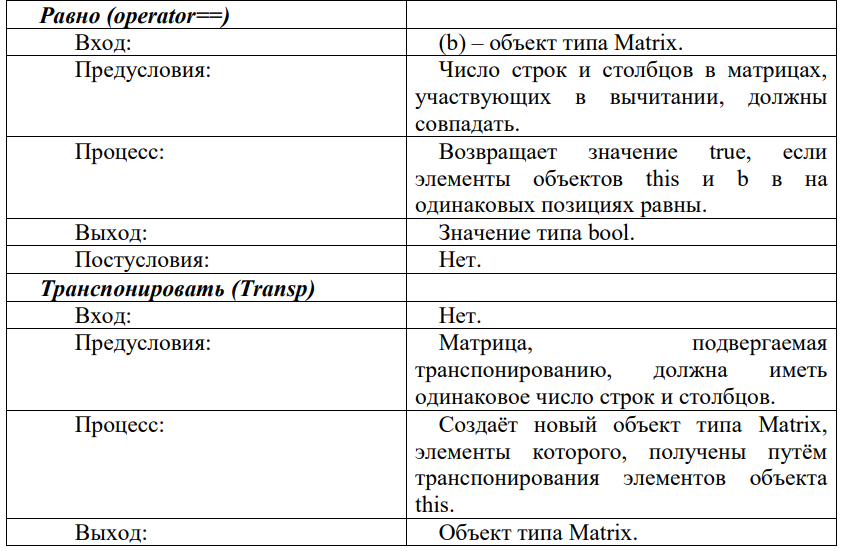 Равно (operator==)
Вход:
(b) – объект типа Matrix.
Предусловия:
Число строк и столбцов в матрицах,
участвующих в вычитании, должны
совпадать.
Процесс:
Возвращает значение true, если
элементы объектов this и b в на
одинаковых позициях равны.
Выход:
Значение типа bool.
Постусловия:
Нет.
Транспонировать (Transp)
Вход:
Нет.
Предусловия:
Матрица, подвергаемая
транспонированию, должна иметь
одинаковое число строк и столбцов.
Процесс:
Создаёт новый объект типа Matrix,
элементы которого, получены путём
транспонирования элементов объекта
this.
Выход:
Объект типа Matrix.